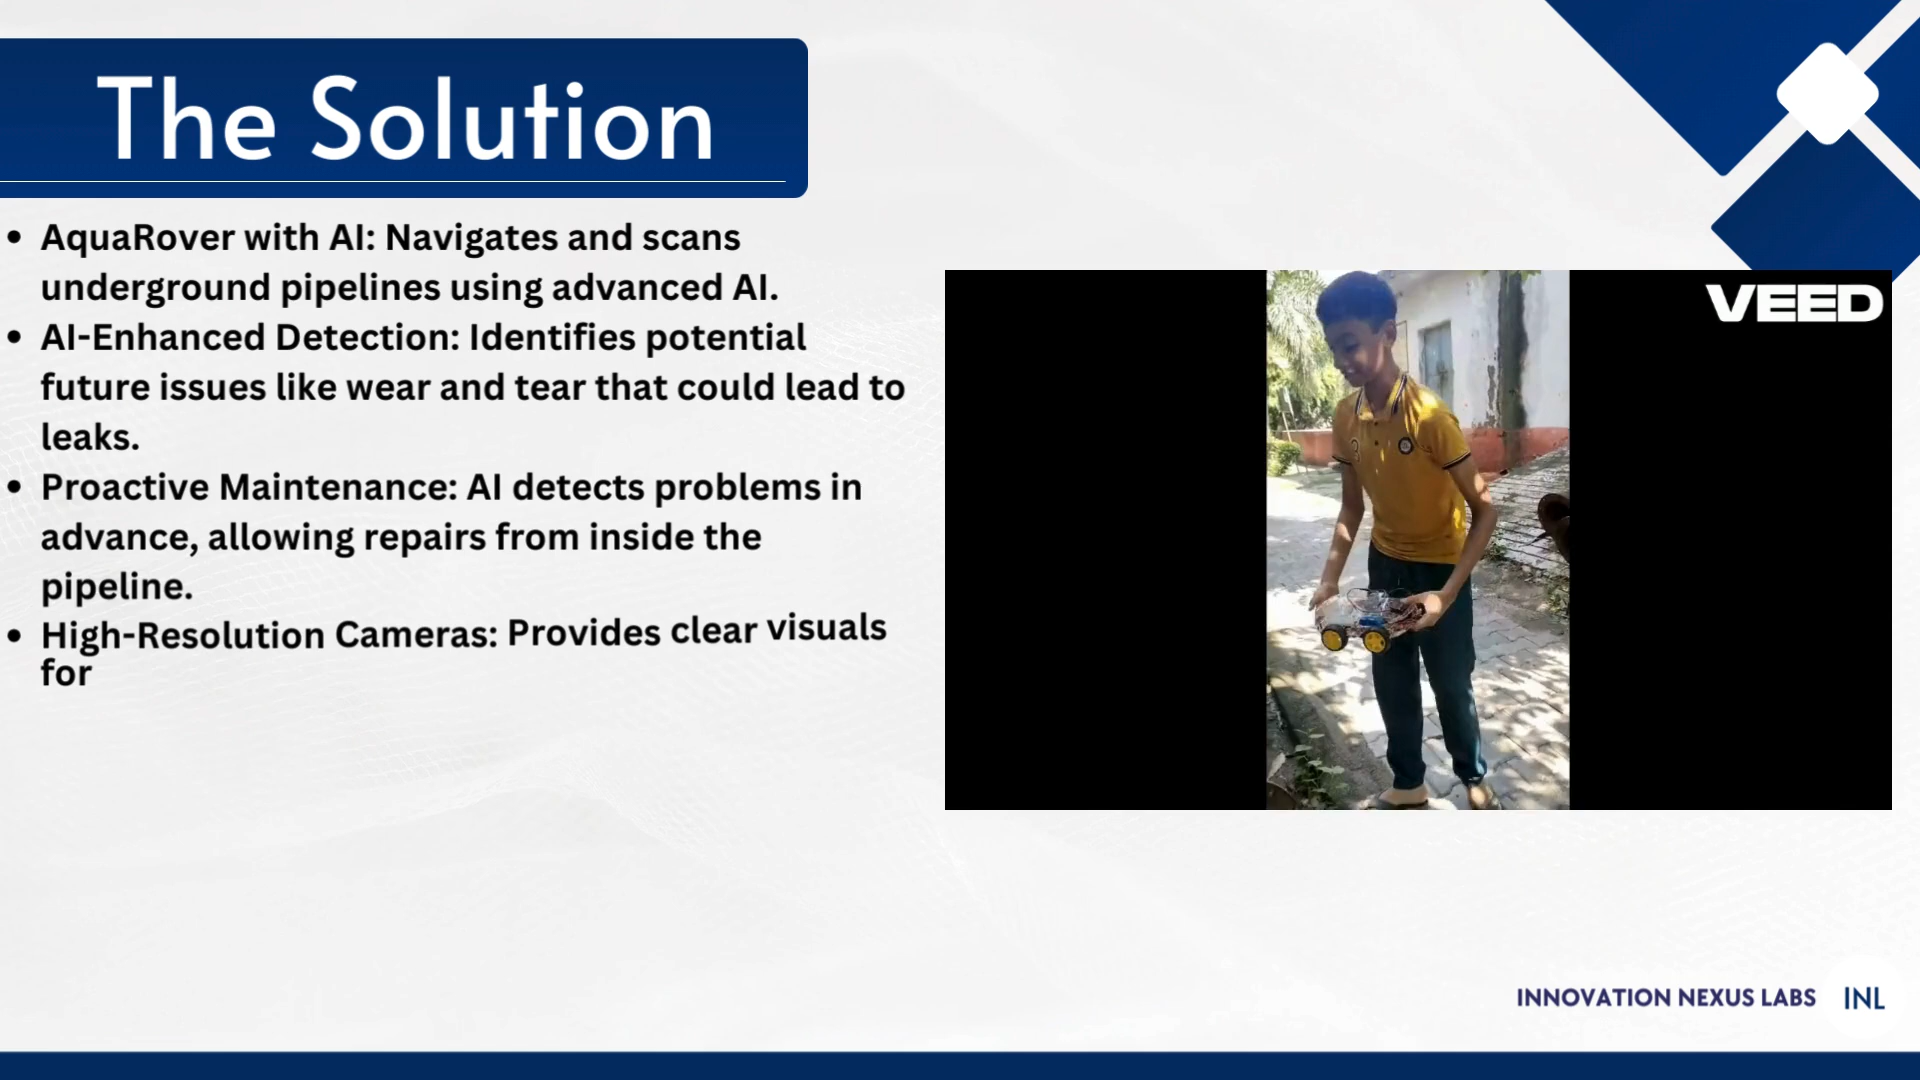 The Solution
• AquaRover with AI: Navigates and scans
underground pipelines using advanced AI.
• AI-Enhanced Detection: Identifies potential
future issues like wear and tear that could lead to
leaks.
• Proactive Maintenance: AI detects problems in
advance, allowing repairs from inside the
pipeline.
• High-Resolution Cameras: Provides clear visuals
for
VEED
INNOVATION NEXUS LABS INL